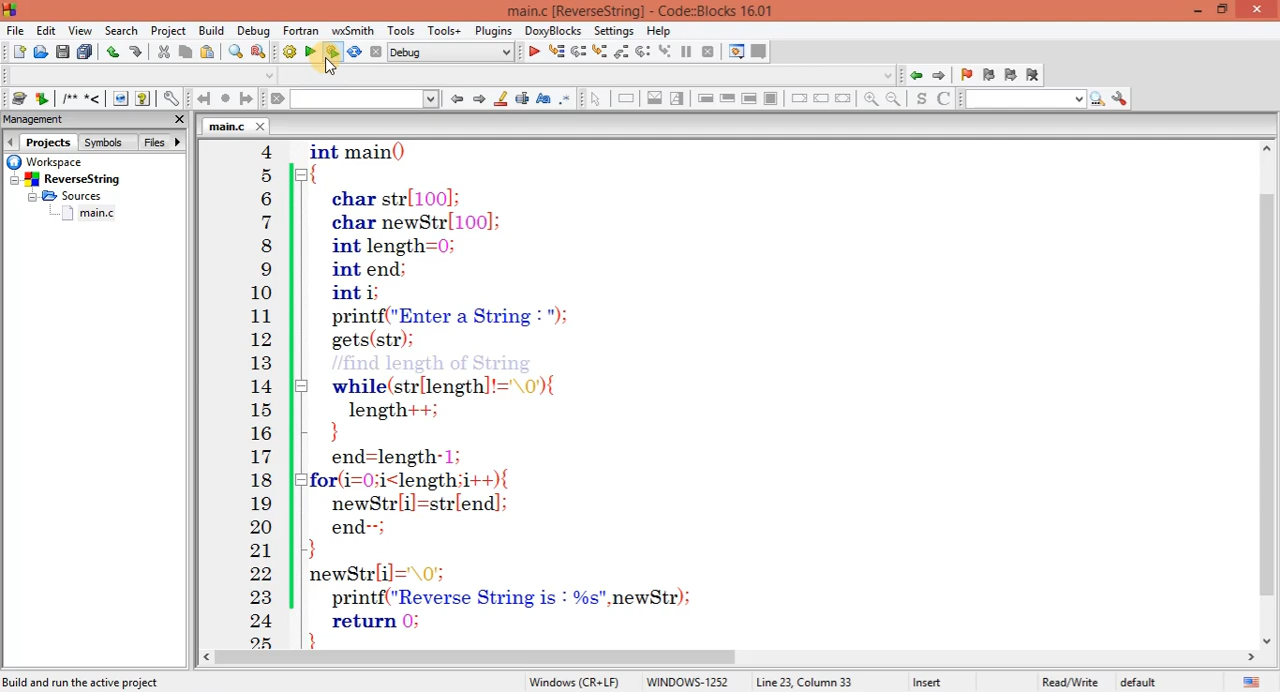 main.c [ReverseString] - Code::Blocks 16.01
File Edit View Search Project Build Debug Fortran wxSmith Tools Tools+ Plugins DoxyBlocks Settings Help
Debug
/** *<
S C
Management
main.c
Projects Symbols Files
Workspace
ReverseString
Sources
main.c
4 int main()
5 {
6 char str[100];
7 char newStr[100];
8 int length=0;
9 int end;
10 int i;
11 printf("Enter a String : ");
12 gets(str);
13 //find length of String
14 while(str[length]!='\0'){
15 length++;
16 }
17 end=length-1;
18 for(i=0;i<length;i++){
19 newStr[i]=str[end];
20 end--;
21 }
22 newStr[i]='\0';
23 printf("Reverse String is : %s",newStr);
24 return 0;
25 }
Build and run the active project Windows (CR+LF) WINDOWS-1252 Line 23, Column 33 Insert Read/Write default